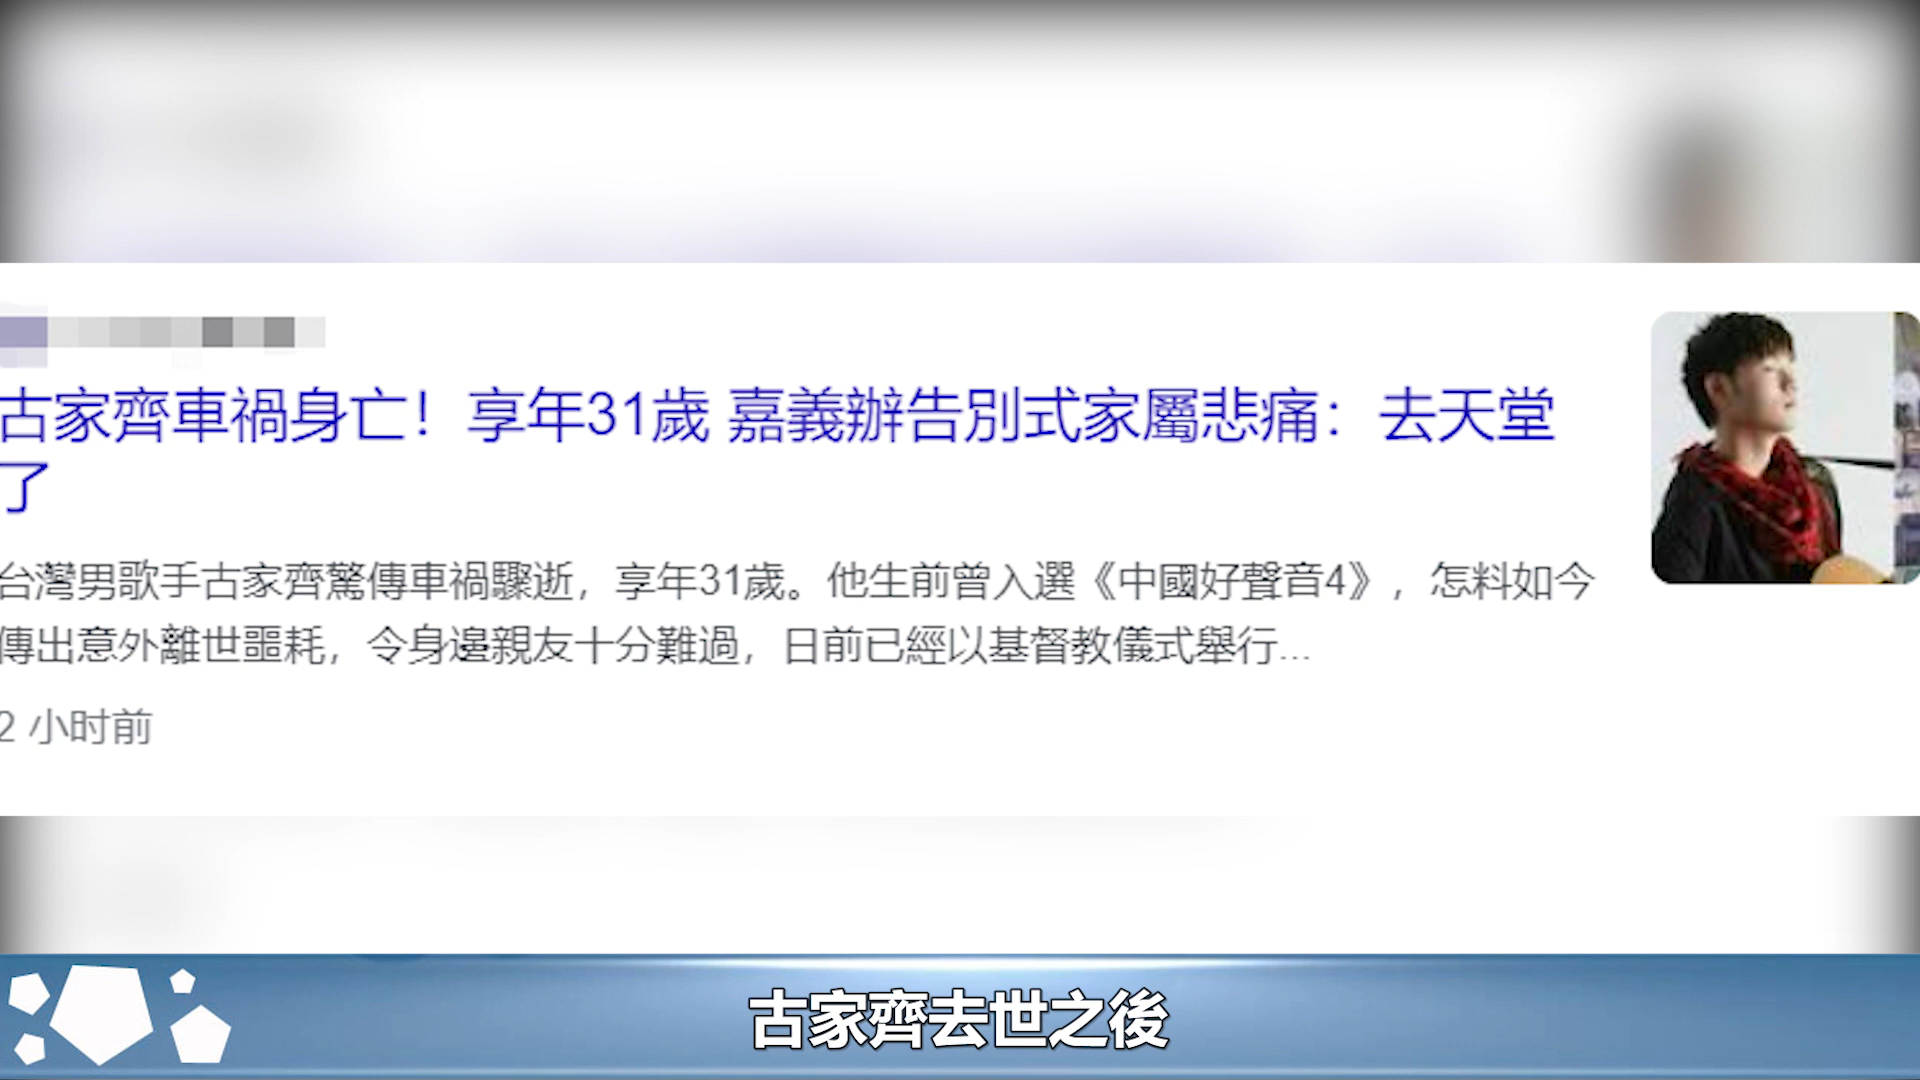 古家齊車禍身亡！享年31歲 嘉義辦告別式家屬悲痛：去天堂
了
台灣男歌手古家齊驚傳車禍驟逝，享年31歲。他生前曾入選《中國好聲音4》，怎料如今
傳出意外離世噩耗，令身邊親友十分難過，日前已經以基督教儀式舉行...
2 小时前
古家齊去世之後